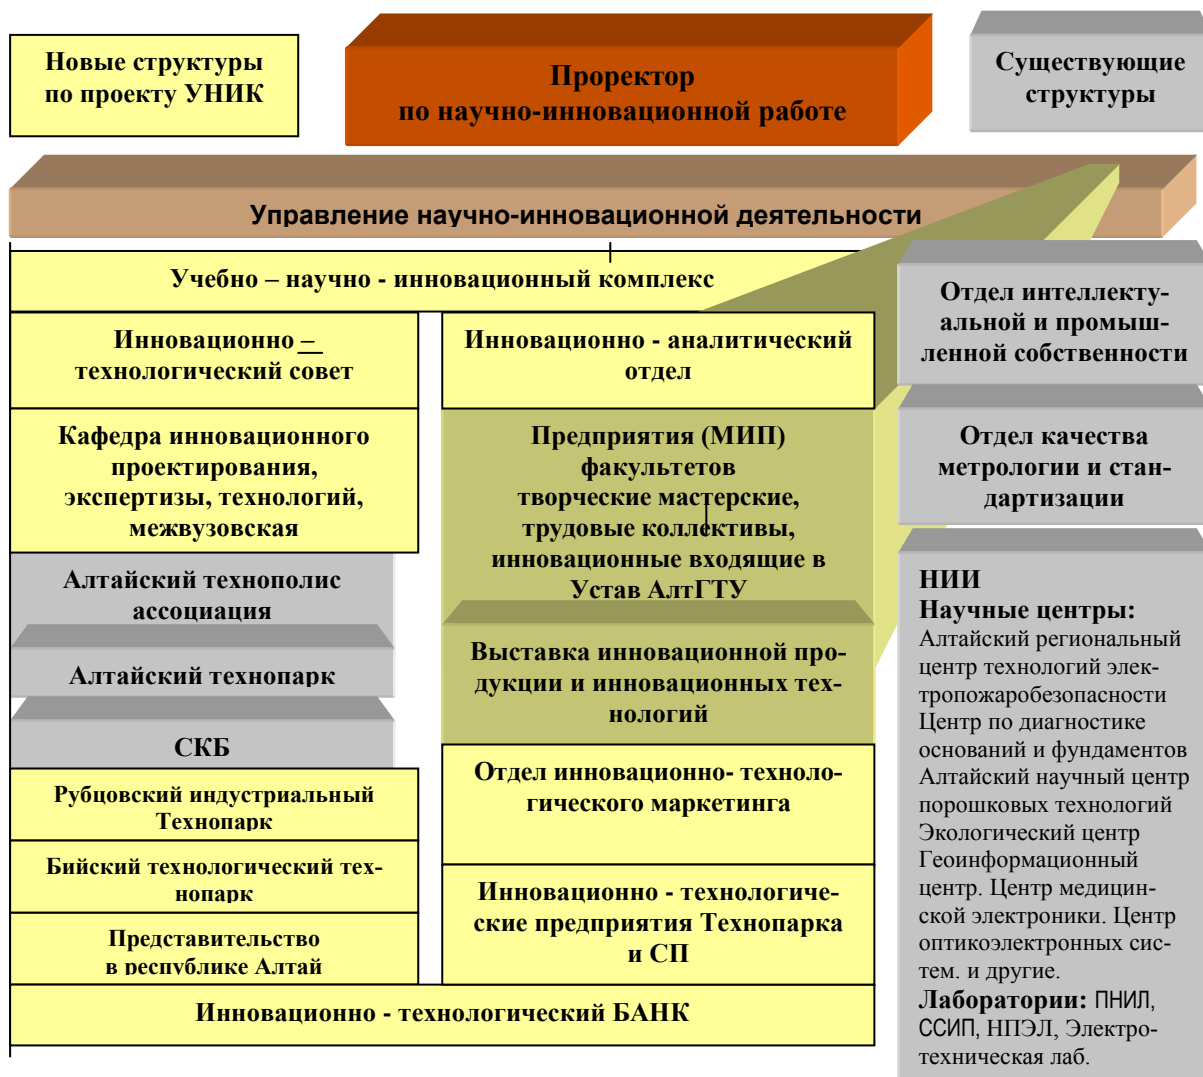 Новые структуры
по проекту УНИК
Проректор
по научно-инновационной работе
Существующие
структуры
Управление научно-инновационной деятельности
Учебно – научно - инновационный комплекс
Инновационно –
технологический совет
Кафедра инновационного
проектирования,
экспертизы, технологий,
межвузовская
Алтайский технополис
ассоциация
Алтайский технопарк
СКБ
Рубцовский индустриальный
Технопарк
Бийский технологический тех-
нопарк
Представительство
в республике Алтай
Инновационно - аналитический
отдел
Предприятия (МИП)
факультетов
творческие мастерские,
трудовые коллективы,
инновационные входящие в
Устав АлтГТУ
Выставка инновационной про-
дукции и инновационных тех-
нологий
Отдел инновационно- техноло-
гического маркетинга
Инновационно - технологиче-
ские предприятия Технопарка
и СП
Инновационно - технологический БАНК
Отдел интеллекту-
альной и промыш-
ленной собственности
Отдел качества
метрологии и стан-
дартизации
НИИ
Научные центры:
Алтайский региональный
центр технологий элек-
тропожаробезопасности
Центр по диагностике
оснований и фундаментов
Алтайский научный центр
порошковых технологий
Экологический центр
Геоинформационный
центр. Центр медицин-
ской электроники. Центр
оптикоэлектронных сис-
тем. и другие.
Лаборатории: ПНИЛ,
ССИП, НПЭЛ, Электро-
техническая лаб.